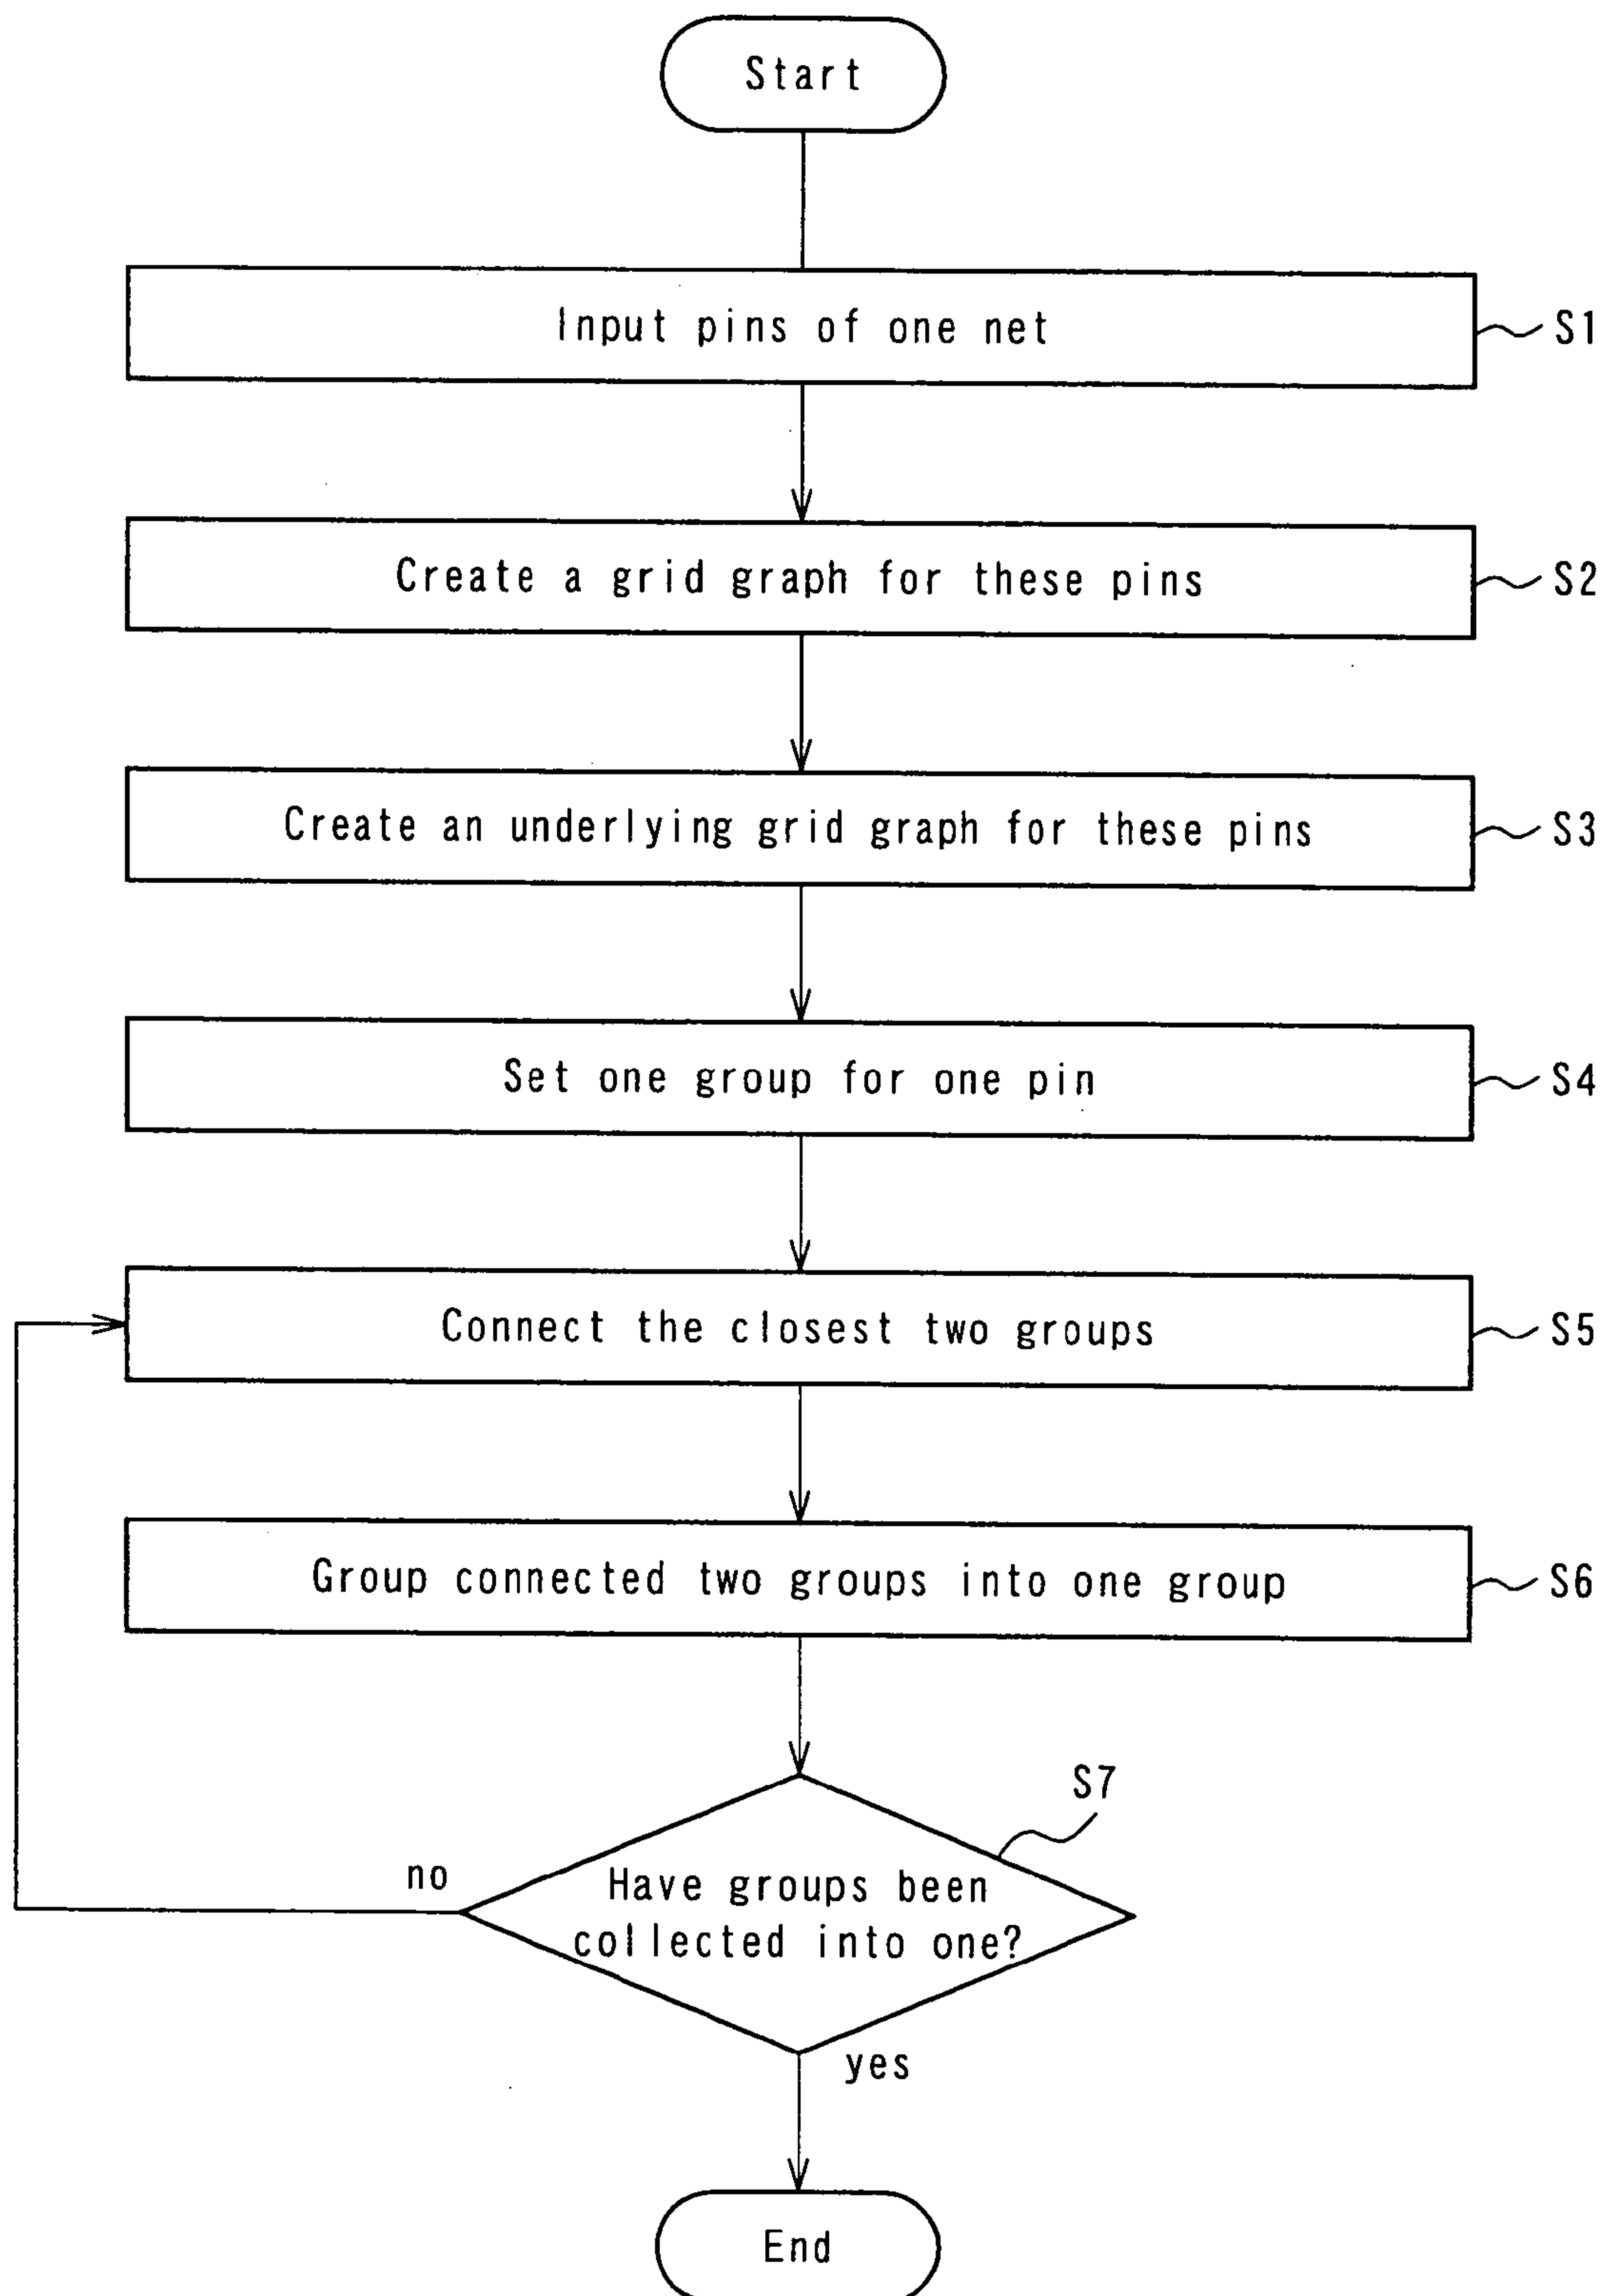 Start
Input pins of one net
S1
Create a grid graph for these pins
S2
Create an underlying grid graph for these pins
S3
Set one group for one pin
S4
Connect the closest two groups
S5
Group connected two groups into one group
S6
S7
no
Have groups been
collected into one?
yes
End